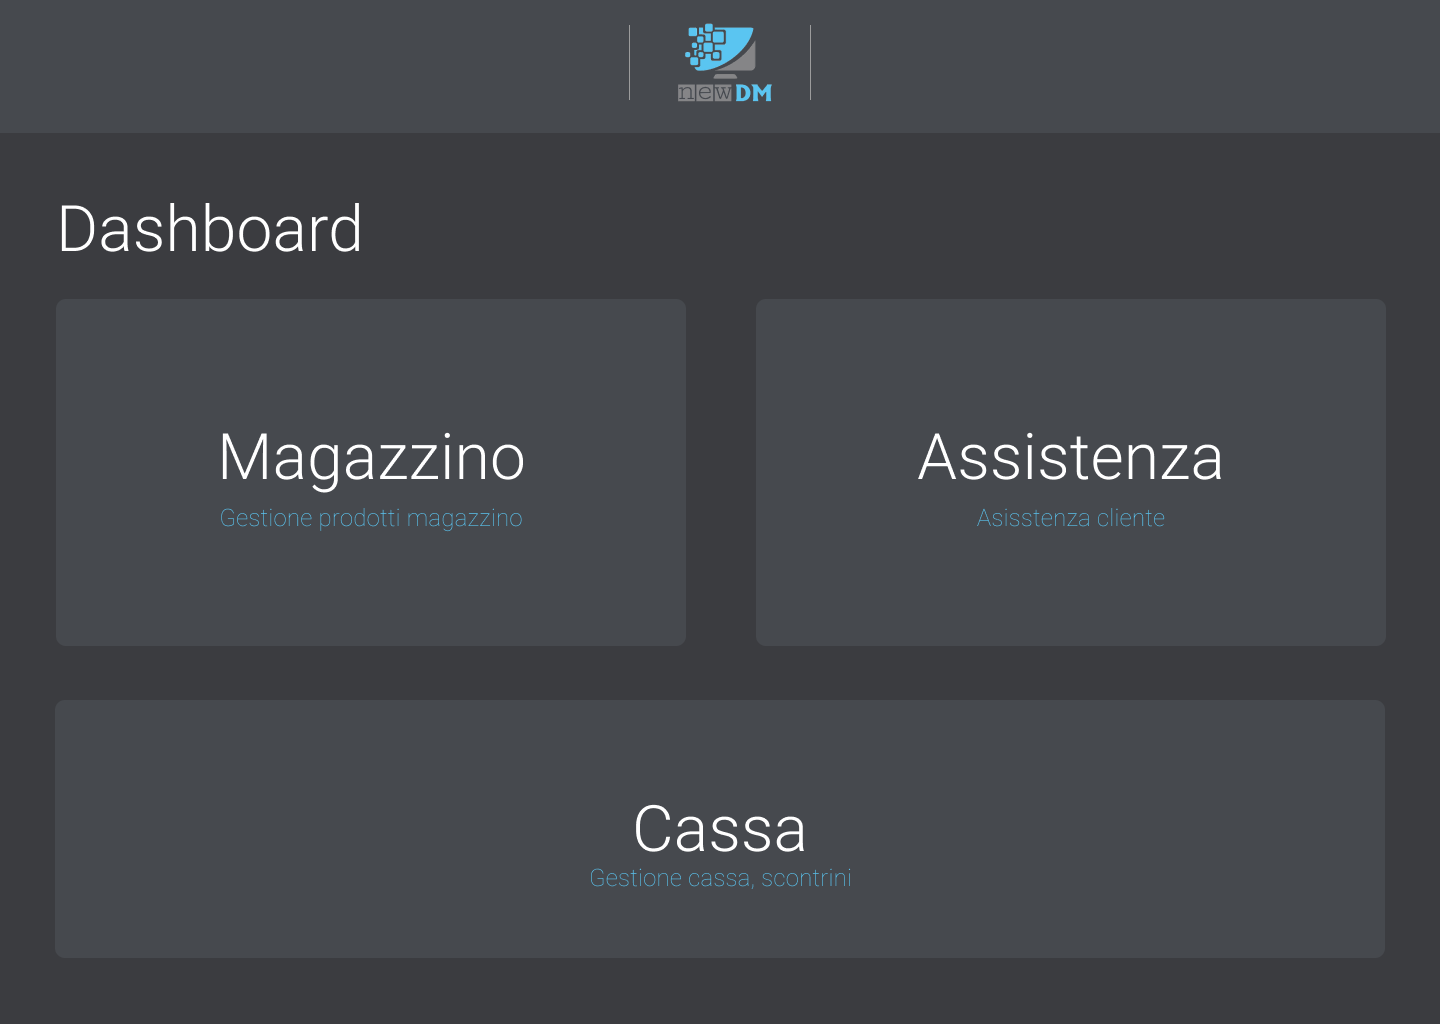 newDM
Dashboard
Magazzino
Gestione prodotti magazzino
Assistenza
Asisstenza cliente
Cassa
Gestione cassa, scontrini